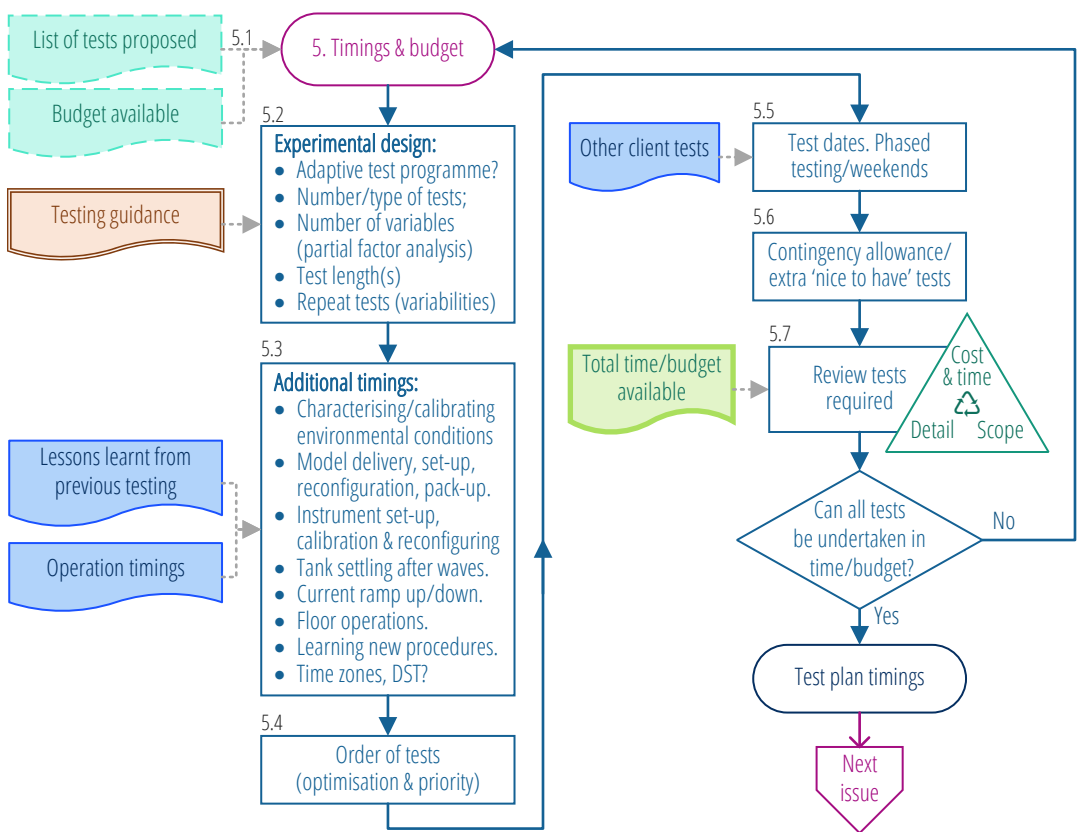 List of tests proposed
5.1
Budget available
5. Timings & budget
5.2
Experimental design:
● Adaptive test programme?
● Number/type of tests;
● Number of variables
(partial factor analysis)
● Test length(s)
● Repeat tests (variabilities)
Testing guidance
5.3
Additional timings:
● Characterising/calibrating
environmental conditions
● Model delivery, set-up,
reconfiguration, pack-up.
● Instrument set-up,
calibration & reconfiguring
● Tank settling after waves.
● Current ramp up/down.
● Floor operations.
● Learning new procedures.
● Time zones, DST?
Lessons learnt from
previous testing
Operation timings
5.4
Order of tests
(optimisation & priority)
5.5
Test dates. Phased
testing/weekends
Other client tests
5.6
Contingency allowance/
extra ‘nice to have’ tests
5.7
Review tests
required
Total time/budget
available
Cost
& time
Detail
Scope
Can all tests
be undertaken in
time/budget?
No
Yes
Test plan timings
Next
issue